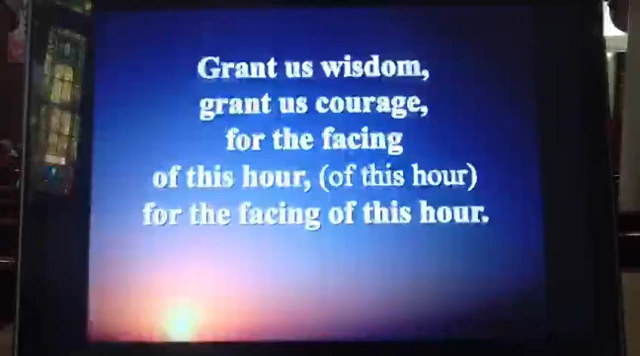 Grant us wisdom,
grant us courage,
for the facing
of this hour, (of this hour)
for the facing of this hour.